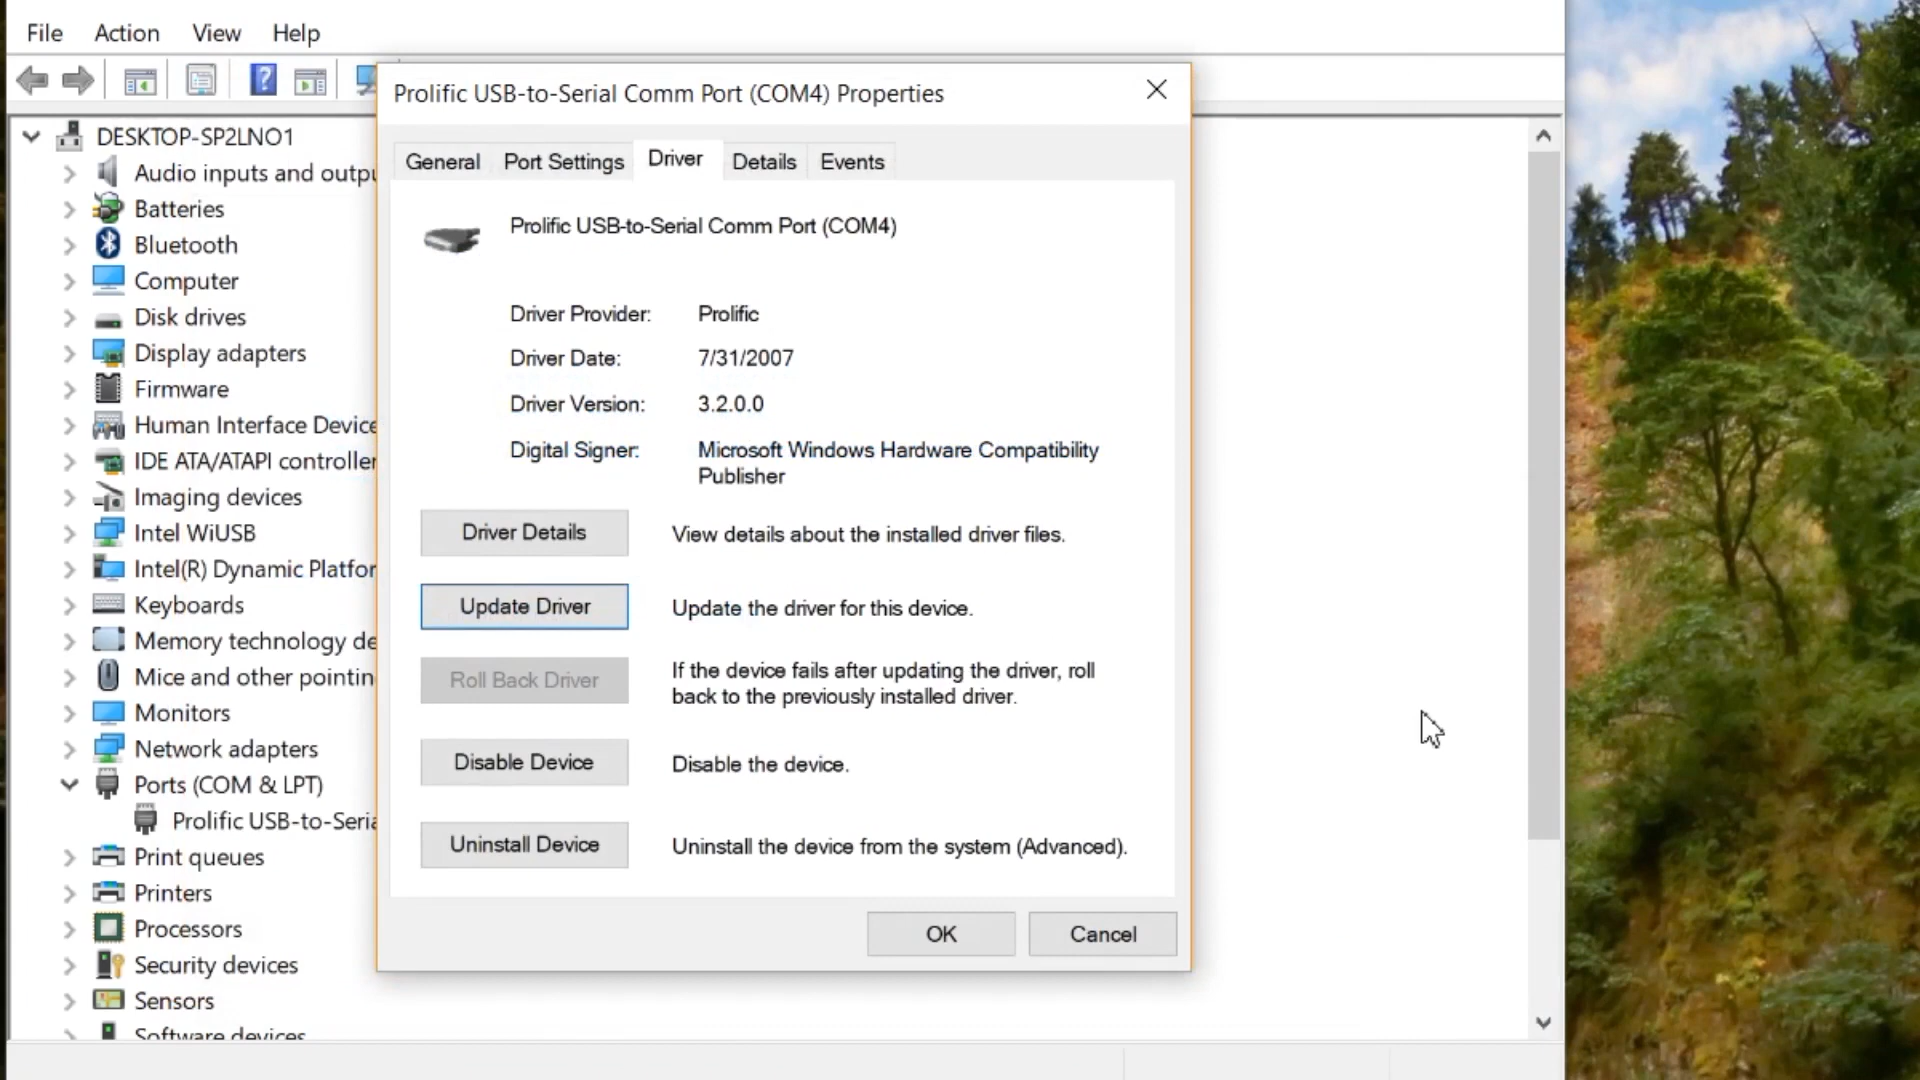 File Action View Help
Prolific USB-to-Serial Comm Port (COM4) Properties
General Port Settings Driver Details Events
Prolific USB-to-Serial Comm Port (COM4)
Driver Provider: Prolific
Driver Date: 7/31/2007
Driver Version: 3.2.0.0
Digital Signer: Microsoft Windows Hardware Compatibility
Publisher
Driver Details View details about the installed driver files.
Update Driver Update the driver for this device.
Roll Back Driver If the device fails after updating the driver, roll
back to the previously installed driver.
Disable Device Disable the device.
Uninstall Device Uninstall the device from the system (Advanced).
OK Cancel
DESKTOP-SP2LNO1
Audio inputs and outpu
Batteries
Bluetooth
Computer
Disk drives
Display adapters
Firmware
Human Interface Device
IDE ATA/ATAPI controller
Imaging devices
Intel WiUSB
Intel(R) Dynamic Platfor
Keyboards
Memory technology de
Mice and other pointin
Monitors
Network adapters
Ports (COM & LPT)
Prolific USB-to-Seria
Print queues
Printers
Processors
Security devices
Sensors
Software devices